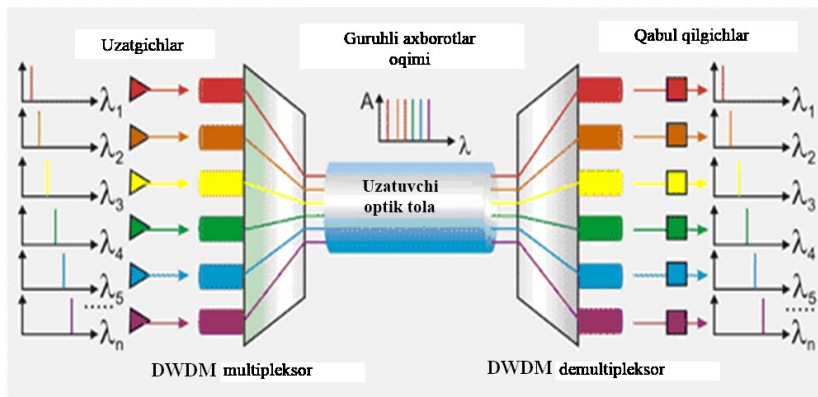 Uzatgichlar
Guruhli axborotlar
oqimi
Qabul qilgichlar
A
λ
λ1
λ2
λ3
λ4
λ5
......
λn
Uzatuvchi
optik tola
λ1
λ2
λ3
λ4
λ5
......
λn
DWDM multipleksor
DWDM demultipleksor